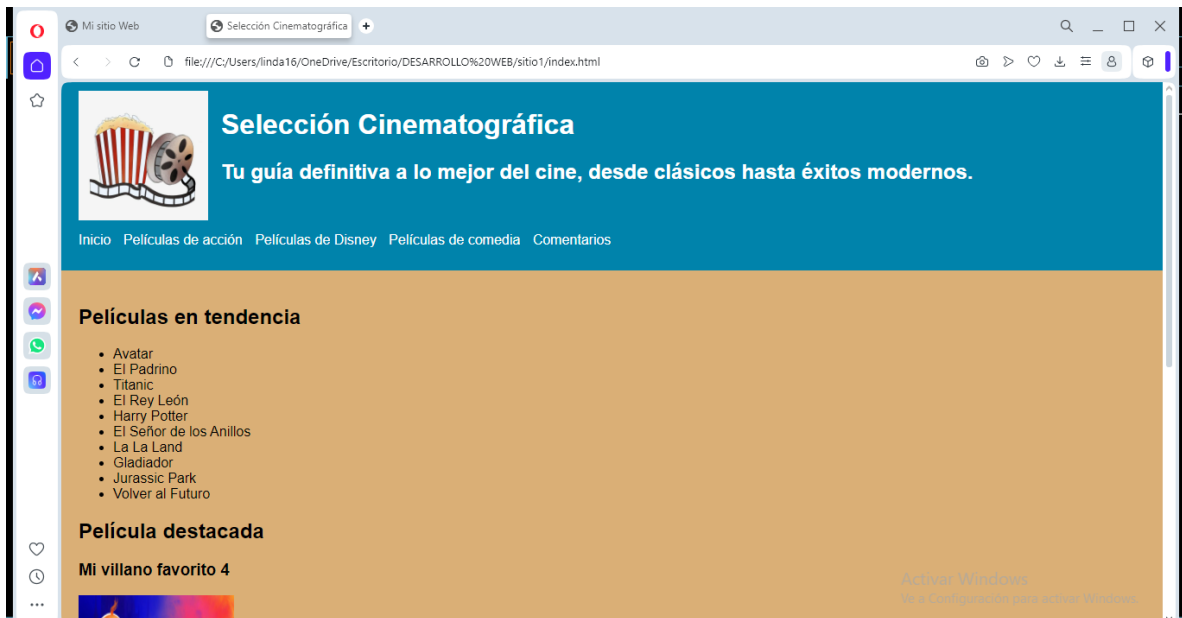 Mi sitio Web
Selección Cinematográfica
file:///C:/Users/linda16/OneDrive/Escritorio/DESARROLLO%20WEB/sitio1/index.html
Selección Cinematográfica
Tu guía definitiva a lo mejor del cine, desde clásicos hasta éxitos modernos.
Inicio Películas de acción Películas de Disney Películas de comedia Comentarios
Películas en tendencia
Avatar
El Padrino
Titanic
El Rey León
Harry Potter
El Señor de los Anillos
La La Land
Gladiador
Jurassic Park
Volver al Futuro
Película destacada
Mi villano favorito 4
Activar Windows
Ve a Configuración para activar Windows.